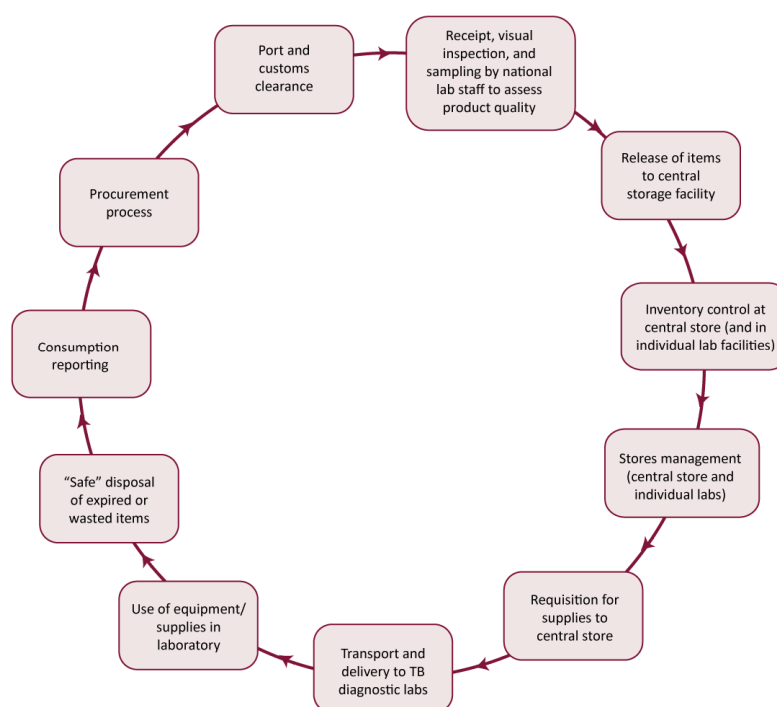 Port and
customs
clearance
Receipt, visual
inspection, and
sampling by national
lab staff to assess
product quality
Release of items
to central
storage facility
Inventory control at
central store (and in
individual lab facilities)
Stores management
(central store and
individual labs)
Requisition for
supplies to
central store
Transport and
delivery to TB
diagnostic labs
Use of equipment/
supplies in
laboratory
“Safe” disposal
of expired or
wasted items
Consumption
reporting
Procurement
process